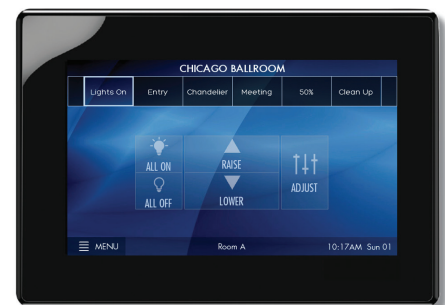 CHICAGO BALLROOM
Lights On Entry Chandelier Meeting 50% Clean Up
ALL ON RAISE
ADJUST
ALL OFF LOWER
MENU Room A 10:17AM Sun 01